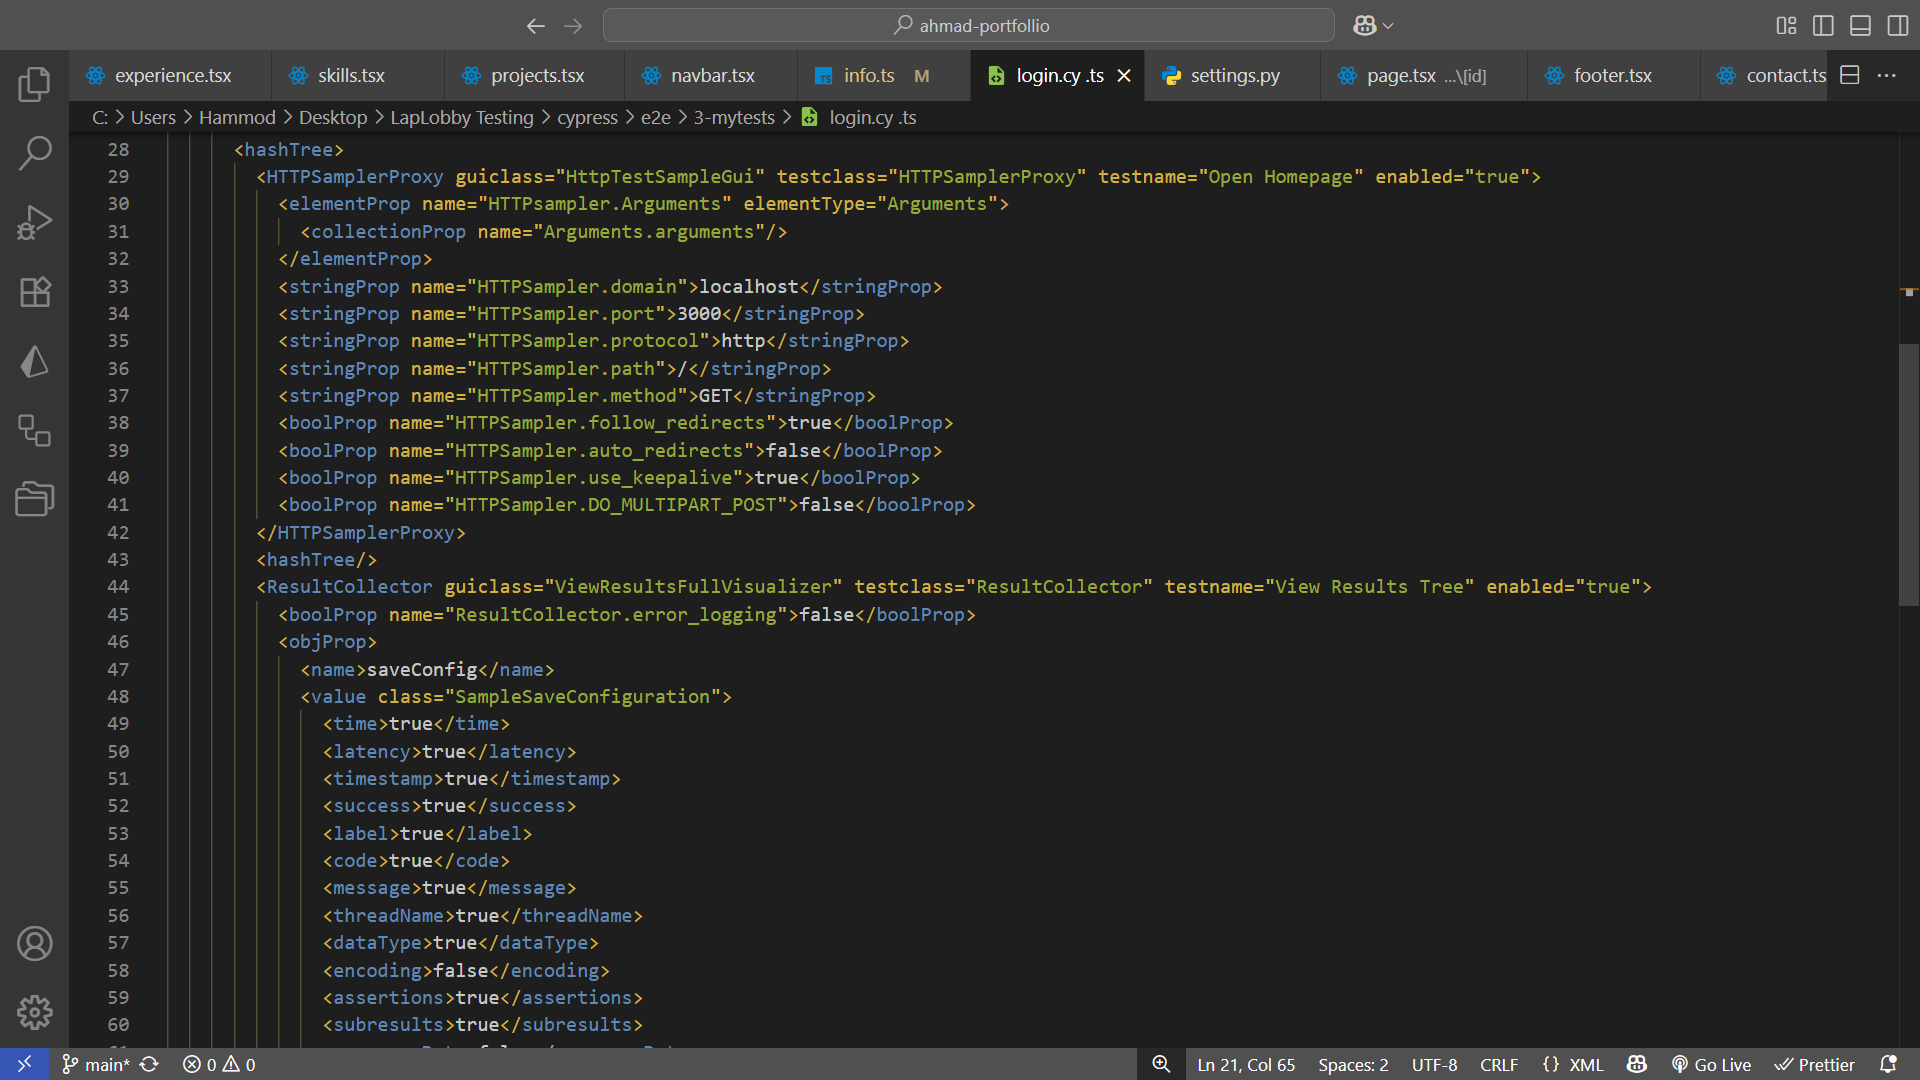 ahmad-portfollio
experience.tsx
skills.tsx
projects.tsx
navbar.tsx
info.ts M
login.cy .ts
settings.py
page.tsx ...\[id]
footer.tsx
contact.ts
C: > Users > Hammod > Desktop > LapLobby Testing > cypress > e2e > 3-mytests > login.cy .ts
28 <hashTree>
29 <HTTPSamplerProxy guiclass="HttpTestSampleGui" testclass="HTTPSamplerProxy" testname="Open Homepage" enabled="true">
30 <elementProp name="HTTPsampler.Arguments" elementType="Arguments">
31 <collectionProp name="Arguments.arguments"/>
32 </elementProp>
33 <stringProp name="HTTPSampler.domain">localhost</stringProp>
34 <stringProp name="HTTPSampler.port">3000</stringProp>
35 <stringProp name="HTTPSampler.protocol">http</stringProp>
36 <stringProp name="HTTPSampler.path">/</stringProp>
37 <stringProp name="HTTPSampler.method">GET</stringProp>
38 <boolProp name="HTTPSampler.follow_redirects">true</boolProp>
39 <boolProp name="HTTPSampler.auto_redirects">false</boolProp>
40 <boolProp name="HTTPSampler.use_keepalive">true</boolProp>
41 <boolProp name="HTTPSampler.DO_MULTIPART_POST">false</boolProp>
42 </HTTPSamplerProxy>
43 <hashTree/>
44 <ResultCollector guiclass="ViewResultsFullVisualizer" testclass="ResultCollector" testname="View Results Tree" enabled="true">
45 <boolProp name="ResultCollector.error_logging">false</boolProp>
46 <objProp>
47 <name>saveConfig</name>
48 <value class="SampleSaveConfiguration">
49 <time>true</time>
50 <latency>true</latency>
51 <timestamp>true</timestamp>
52 <success>true</success>
53 <label>true</label>
54 <code>true</code>
55 <message>true</message>
56 <threadName>true</threadName>
57 <dataType>true</dataType>
58 <encoding>false</encoding>
59 <assertions>true</assertions>
60 <subresults>true</subresults>
main* 0 0 Ln 21, Col 65 Spaces: 2 UTF-8 CRLF {} XML Go Live Prettier